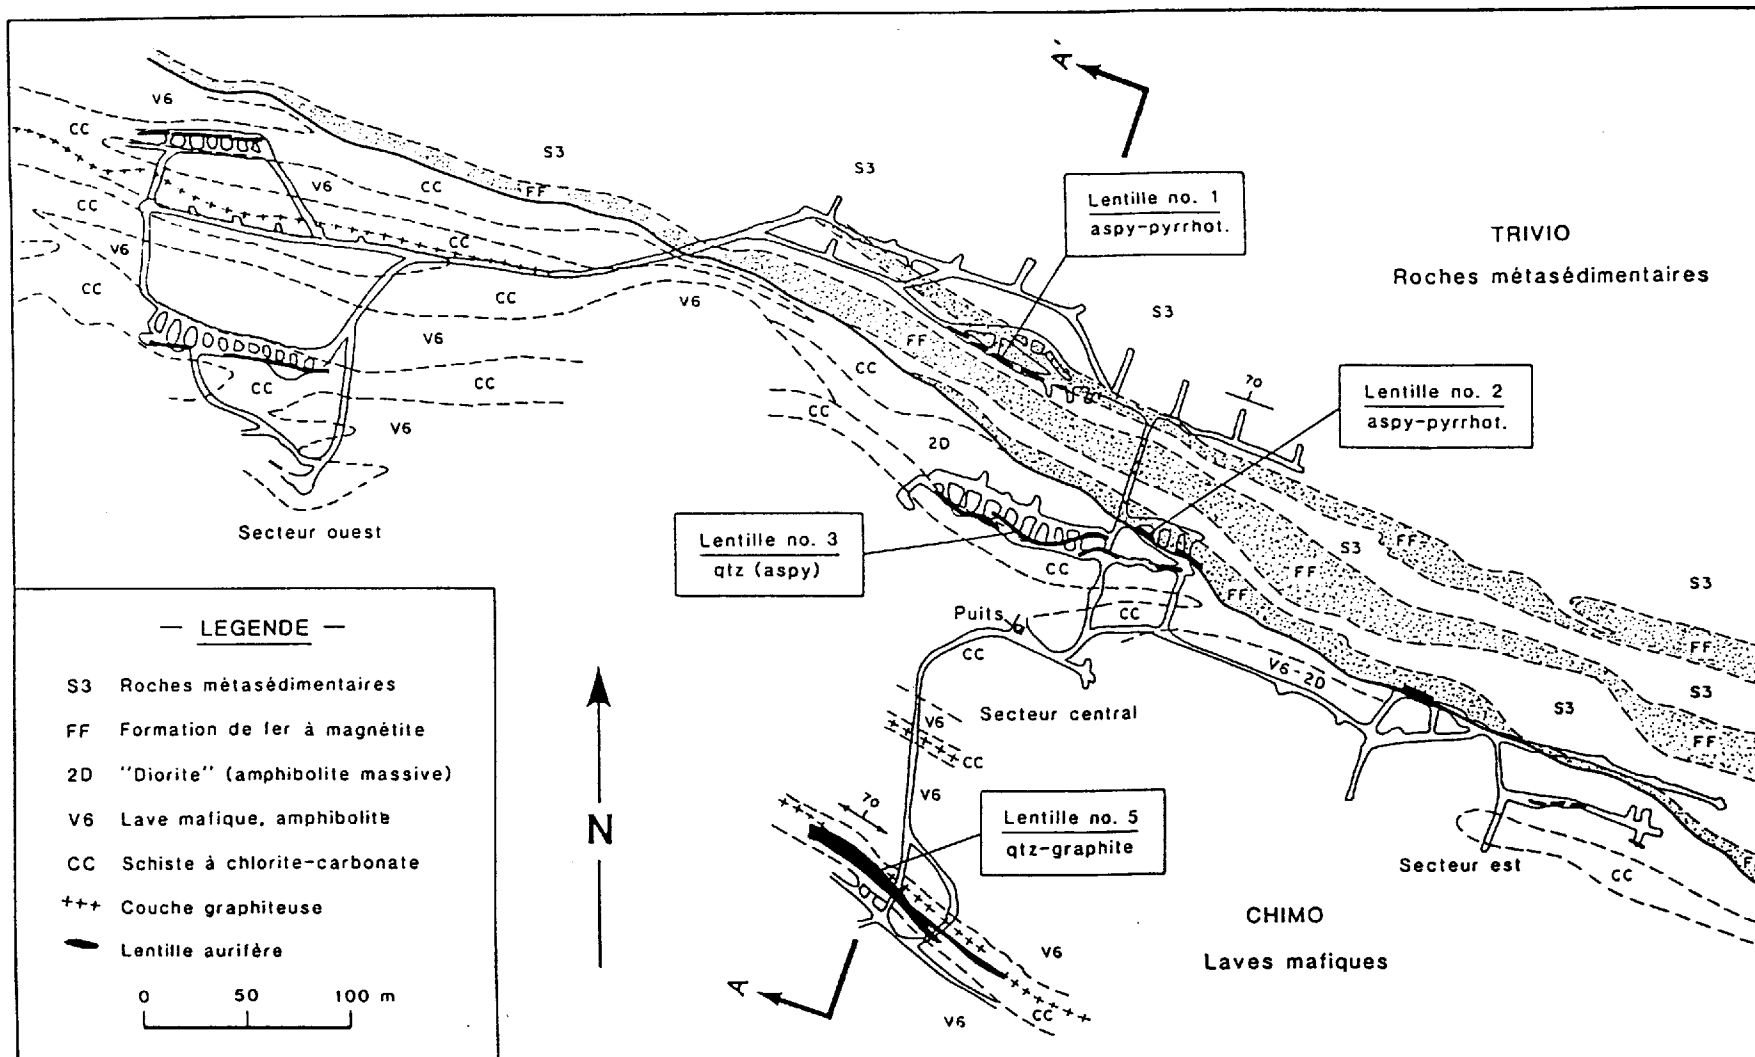 A'
V6
CC
S3
V6
CC
FF
S3
CC
V6
CC
CC
CC
V6
V6
CC
CC
V6
Secteur ouest
Lentille no. 1
aspy-pyrrhot.
TRIVIO
Roches métasédimentaires
S3
FF
CC
CC
2D
70
Lentille no. 2
aspy-pyrrhot.
Lentille no. 3
qtz (aspy)
CC
CC
S3
FF
FF
FF
S3
FF
S3
FF
S3
Puits
CC
V6-2D
Secteur central
V6
CC
V6
70
Lentille no. 5
qtz-graphite
Secteur est
CC
F
CHIMO
Laves mafiques
V6
CC
V6
A
N
— LEGENDE —
S3 Roches métasédimentaires
FF Formation de fer à magnétite
2D "Diorite" (amphibolite massive)
V6 Lave mafique, amphibolite
CC Schiste à chlorite-carbonate
+++ Couche graphiteuse
Lentille aurifère
0 50 100 m